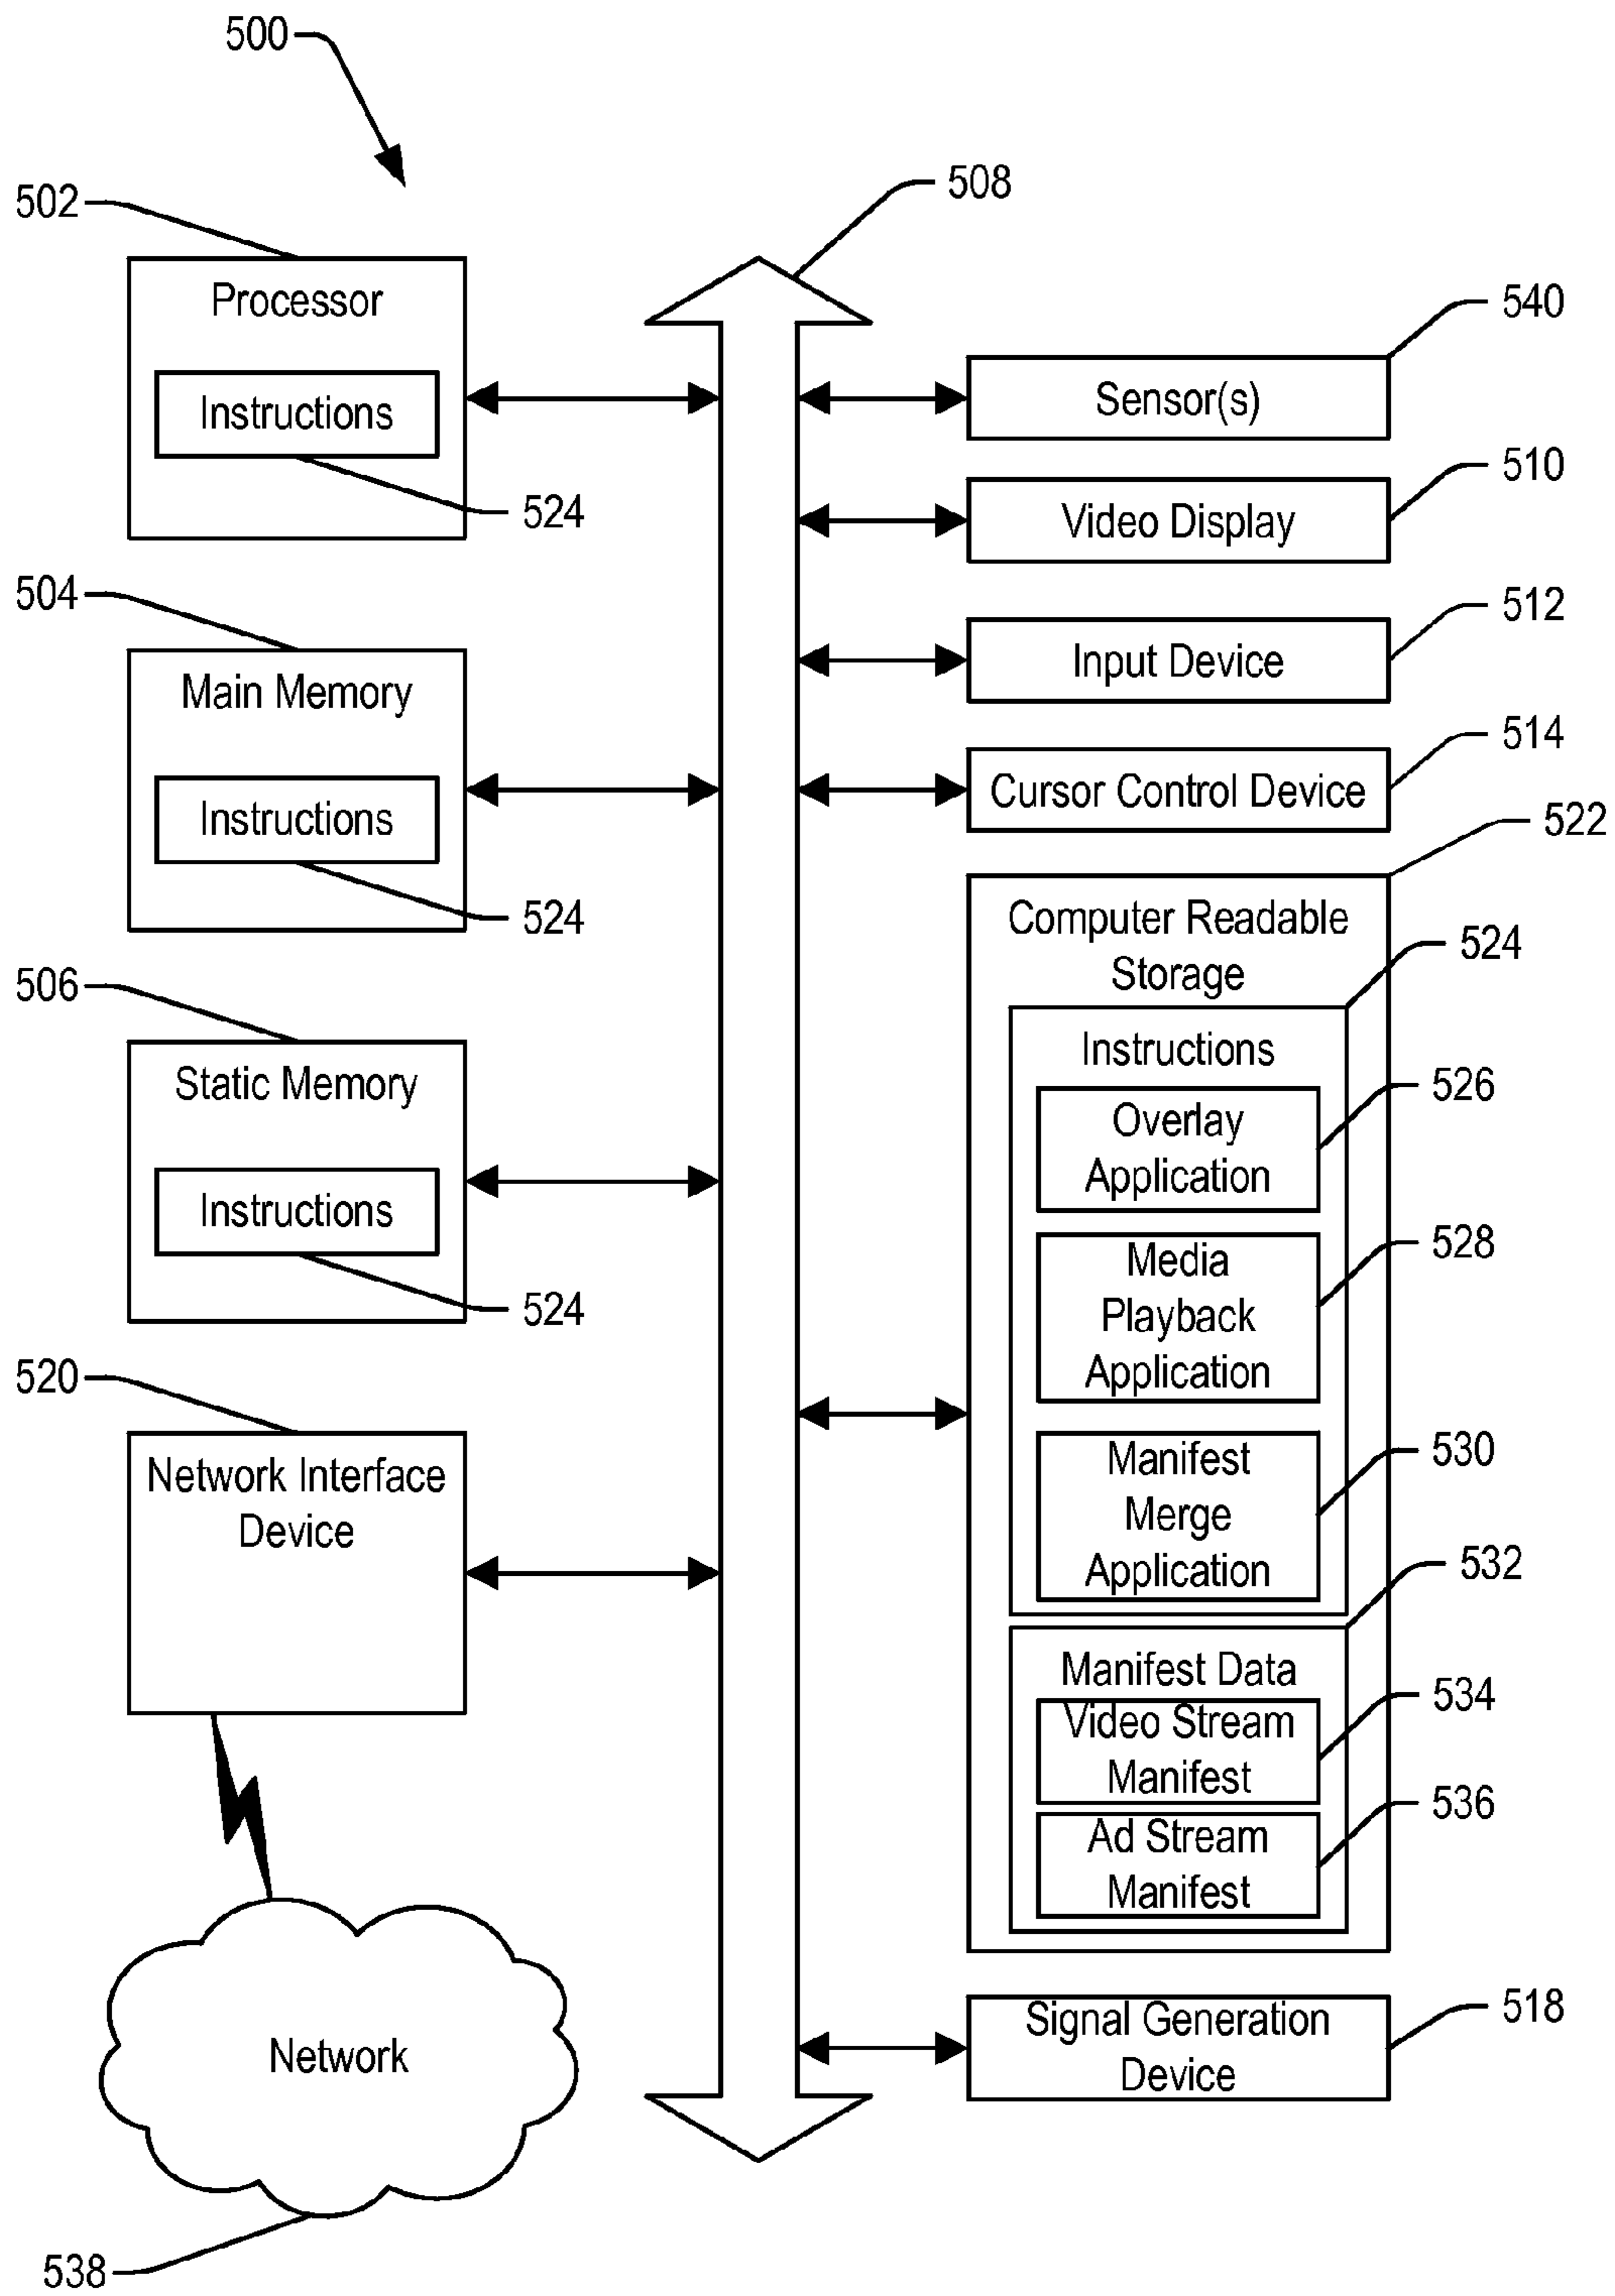 500
508
502
Processor
Instructions
524
504
Main Memory
Instructions
524
506
Static Memory
Instructions
524
520
Network Interface
Device
Network
538
540
Sensor(s)
510
Video Display
512
Input Device
514
Cursor Control Device
522
Computer Readable
Storage
524
Instructions
526
Overlay
Application
528
Media
Playback
Application
530
Manifest
Merge
Application
532
Manifest Data
534
Video Stream
Manifest
536
Ad Stream
Manifest
518
Signal Generation
Device